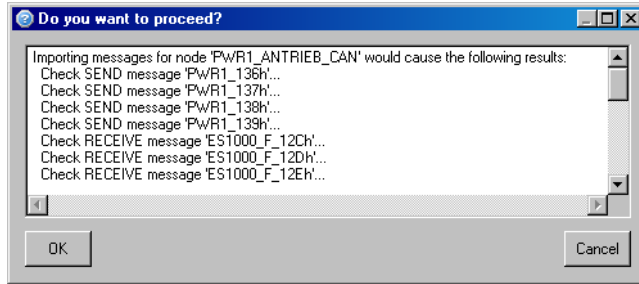 Do you want to proceed?
Importing messages for node 'PWR1_ANTRIEB_CAN' would cause the following results:
Check SEND message 'PWR1_136h'...
Check SEND message 'PWR1_137h'...
Check SEND message 'PWR1_138h'...
Check SEND message 'PWR1_139h'...
Check RECEIVE message 'ES1000_F_12Ch'...
Check RECEIVE message 'ES1000_F_12Dh'...
Check RECEIVE message 'ES1000_F_12Eh'...
OK
Cancel